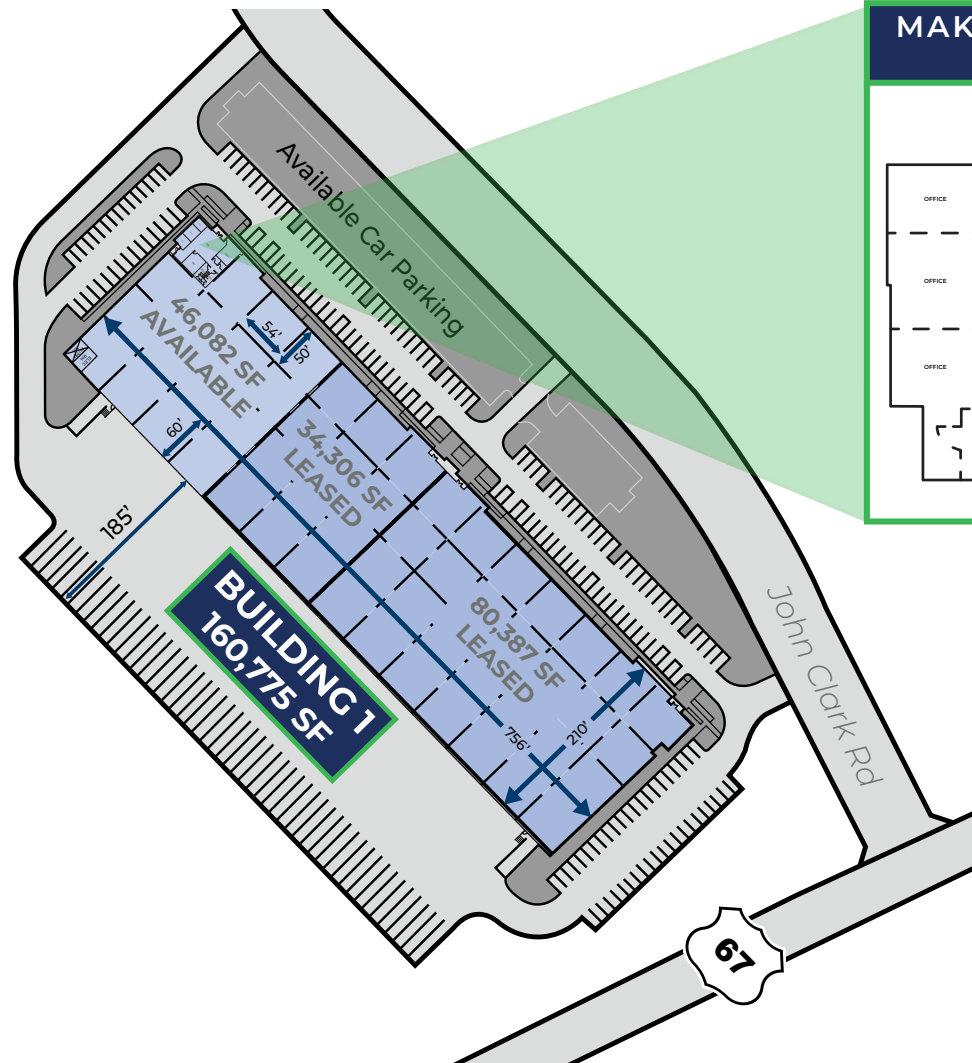 MAK
OFFICE
OFFICE
OFFICE
Available Car Parking
46,082 SF
AVAILABLE
54'
50'
60'
34,306 SF
LEASED
185'
BUILDING 1
160,775 SF
80,387 SF
LEASED
756'
210'
John Clark Rd
67